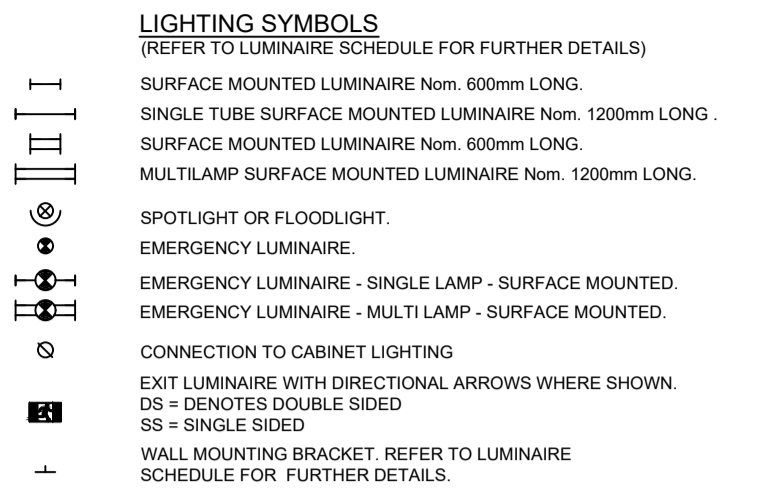 LIGHTING SYMBOLS
(REFER TO LUMINAIRE SCHEDULE FOR FURTHER DETAILS)
SURFACE MOUNTED LUMINAIRE Nom. 600mm LONG.
SINGLE TUBE SURFACE MOUNTED LUMINAIRE Nom. 1200mm LONG .
SURFACE MOUNTED LUMINAIRE Nom. 600mm LONG.
MULTILAMP SURFACE MOUNTED LUMINAIRE Nom. 1200mm LONG.
SPOTLIGHT OR FLOODLIGHT.
EMERGENCY LUMINAIRE.
EMERGENCY LUMINAIRE - SINGLE LAMP - SURFACE MOUNTED.
EMERGENCY LUMINAIRE - MULTI LAMP - SURFACE MOUNTED.
CONNECTION TO CABINET LIGHTING
EXIT LUMINAIRE WITH DIRECTIONAL ARROWS WHERE SHOWN.
DS = DENOTES DOUBLE SIDED
SS = SINGLE SIDED
WALL MOUNTING BRACKET. REFER TO LUMINAIRE
SCHEDULE FOR  FURTHER DETAILS.